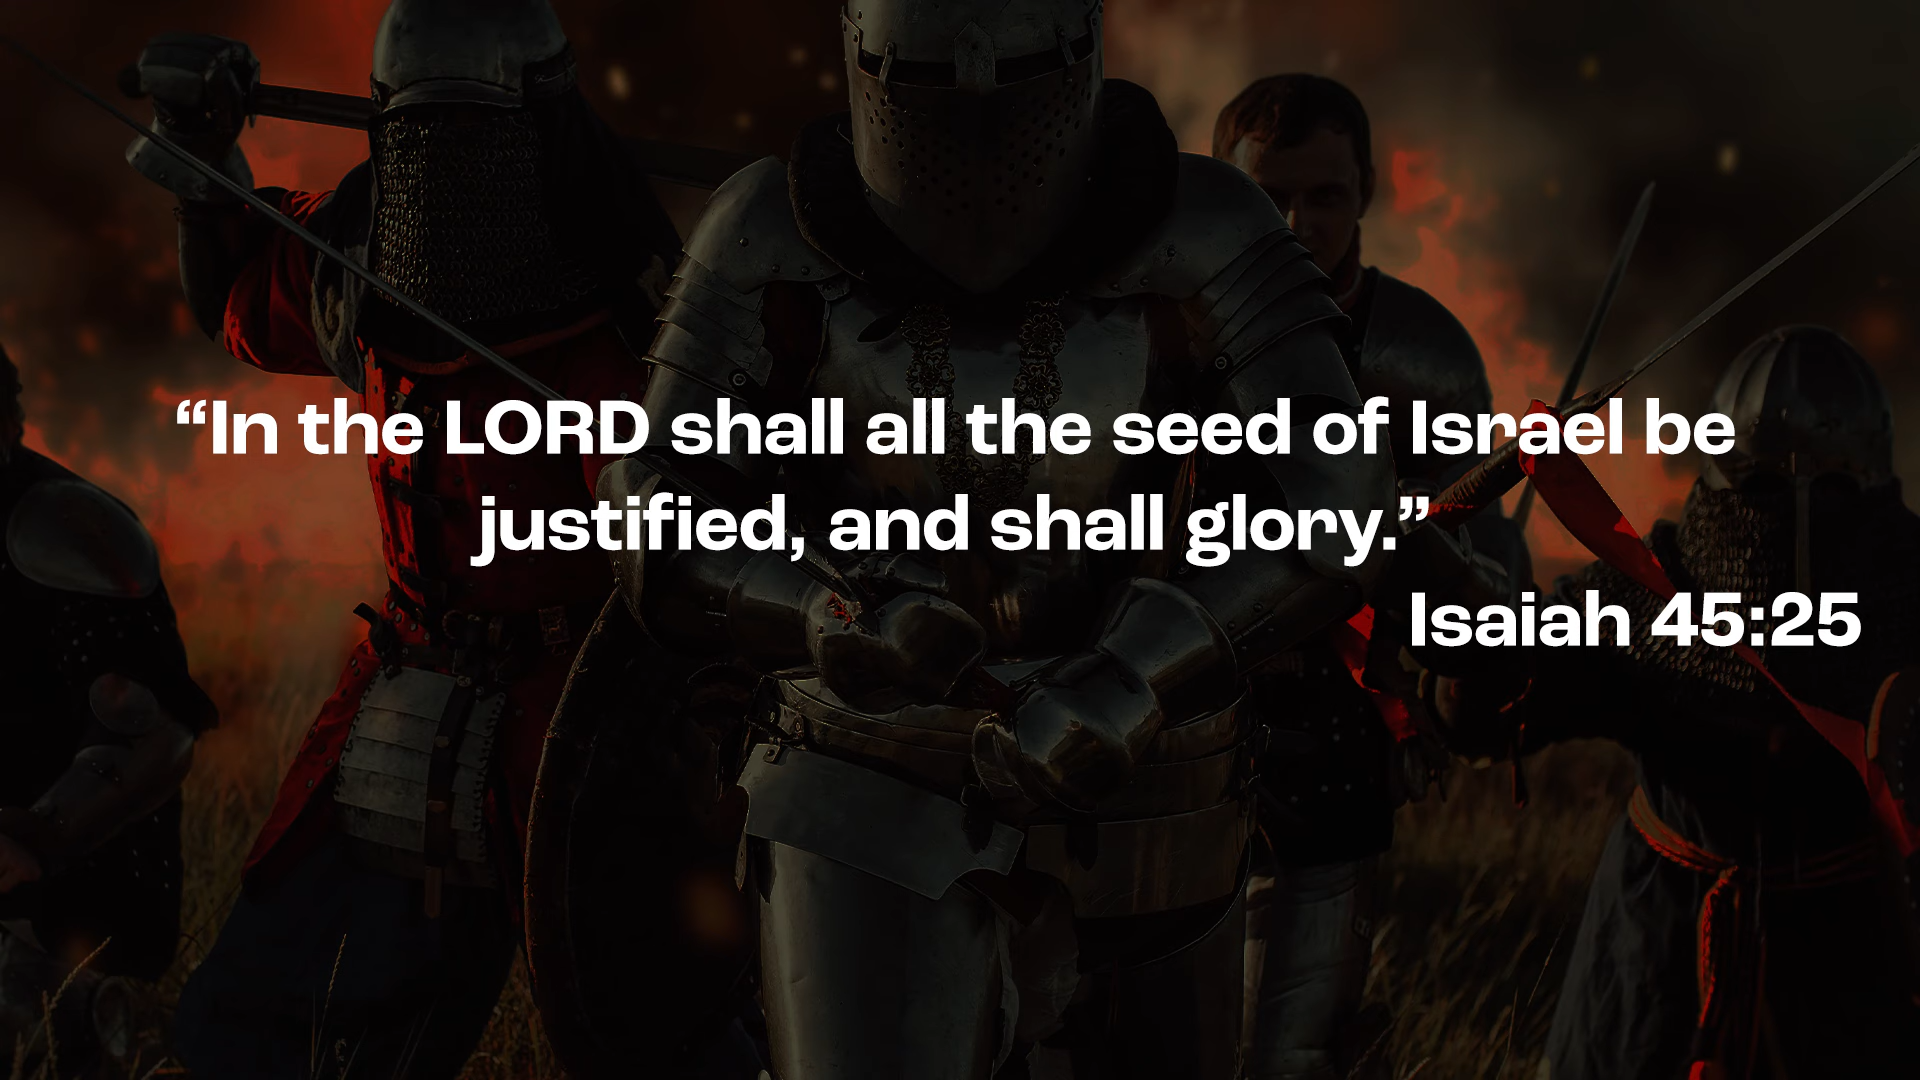 “In the LORD shall all the seed of Israel be
justified, and shall glory.”
Isaiah 45:25